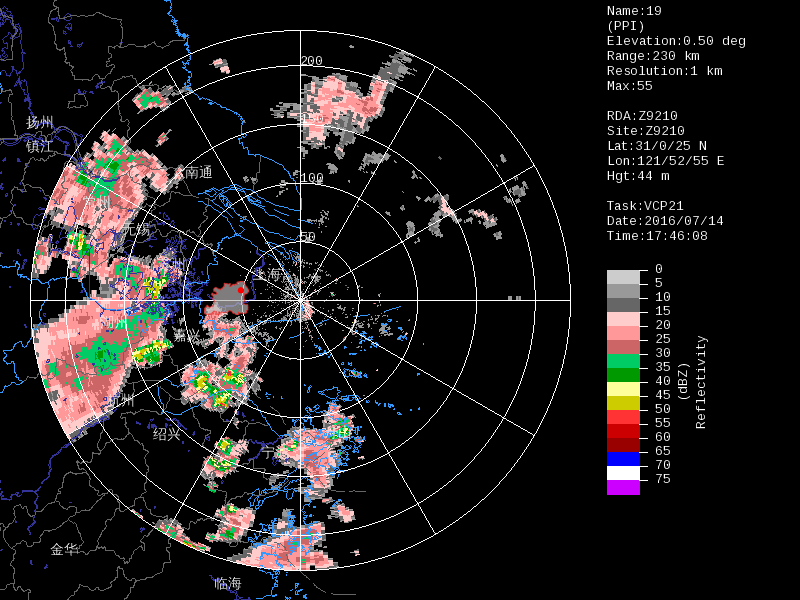 Name:19
(PPI)
Elevation:0.50 deg
Range:230 km
Resolution:1 km
Max:55
RDA:Z9210
Site:Z9210
Lat:31/0/25 N
Lon:121/52/55 E
Hgt:44 m
Task:VCP21
Date:2016/07/14
Time:17:46:08
0
5
10
15
20
25
30
35
40
45
50
55
60
65
70
75
(dBZ)
Reflectivity
200
150
100
50
扬州
镇江
南通
无锡
上海
绍兴
金华
临海